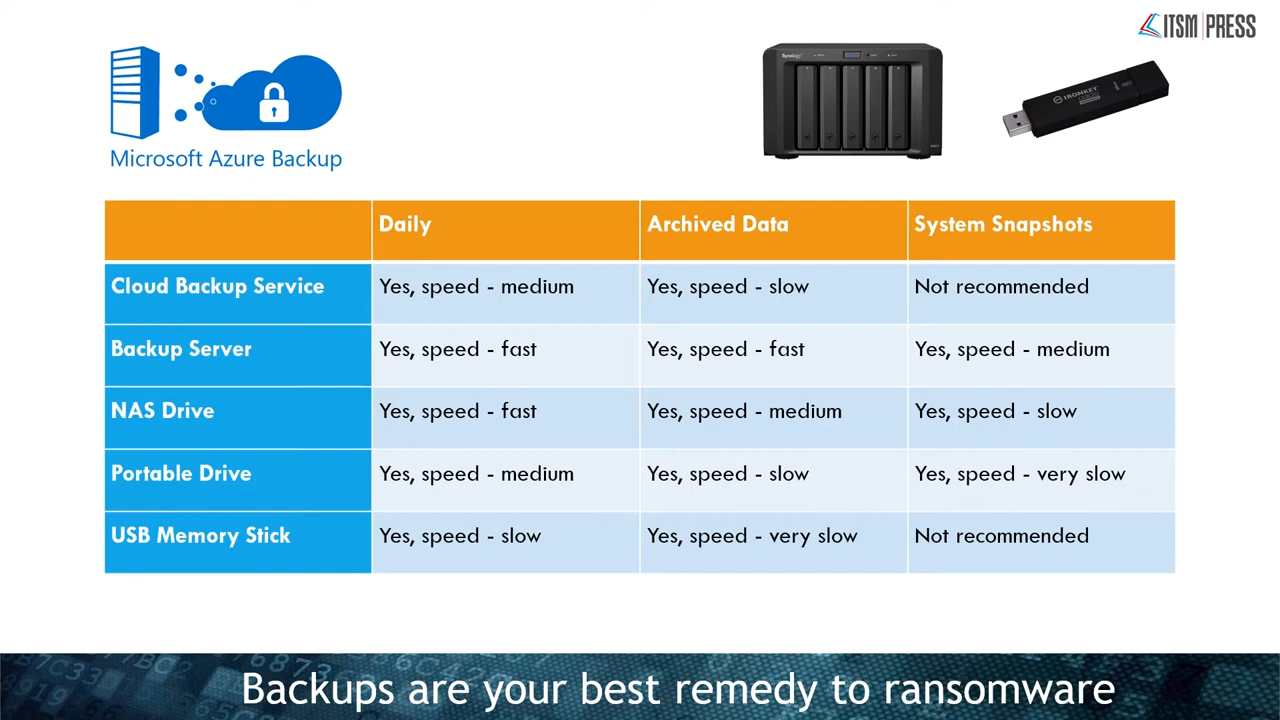 ITSM PRESS
Microsoft Azure Backup
Synology
IRONKEY
Daily Archived Data System Snapshots
Cloud Backup Service Yes, speed - medium Yes, speed - slow Not recommended
Backup Server Yes, speed - fast Yes, speed - fast Yes, speed - medium
NAS Drive Yes, speed - fast Yes, speed - medium Yes, speed - slow
Portable Drive Yes, speed - medium Yes, speed - slow Yes, speed - very slow
USB Memory Stick Yes, speed - slow Yes, speed - very slow Not recommended
Backups are your best remedy to ransomware